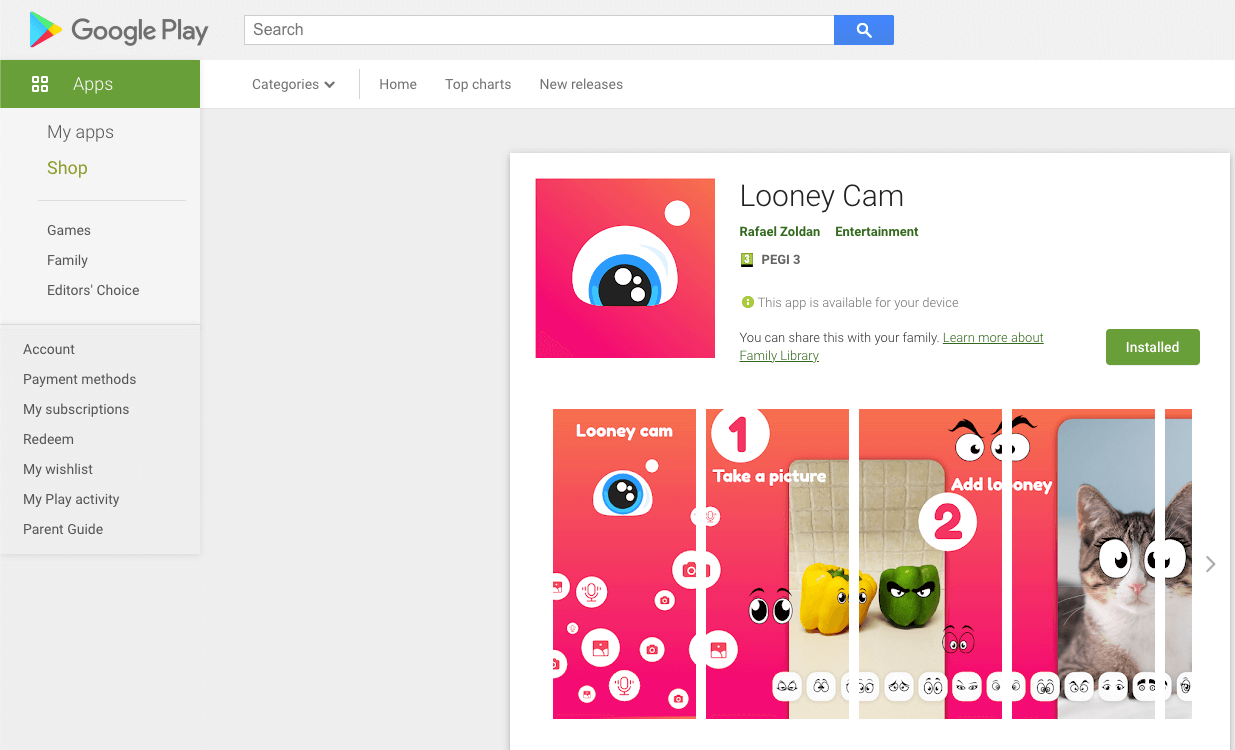 Google Play
Search
Apps
Categories
Home
Top charts
New releases
My apps
Shop
Games
Family
Editors' Choice
Account
Payment methods
My subscriptions
Redeem
My wishlist
My Play activity
Parent Guide
Looney Cam
Rafael Zoldan Entertainment
3 PEGI 3
This app is available for your device
You can share this with your family. Learn more about
Family Library
Installed
Looney cam
1
Take a picture
2
Add looney